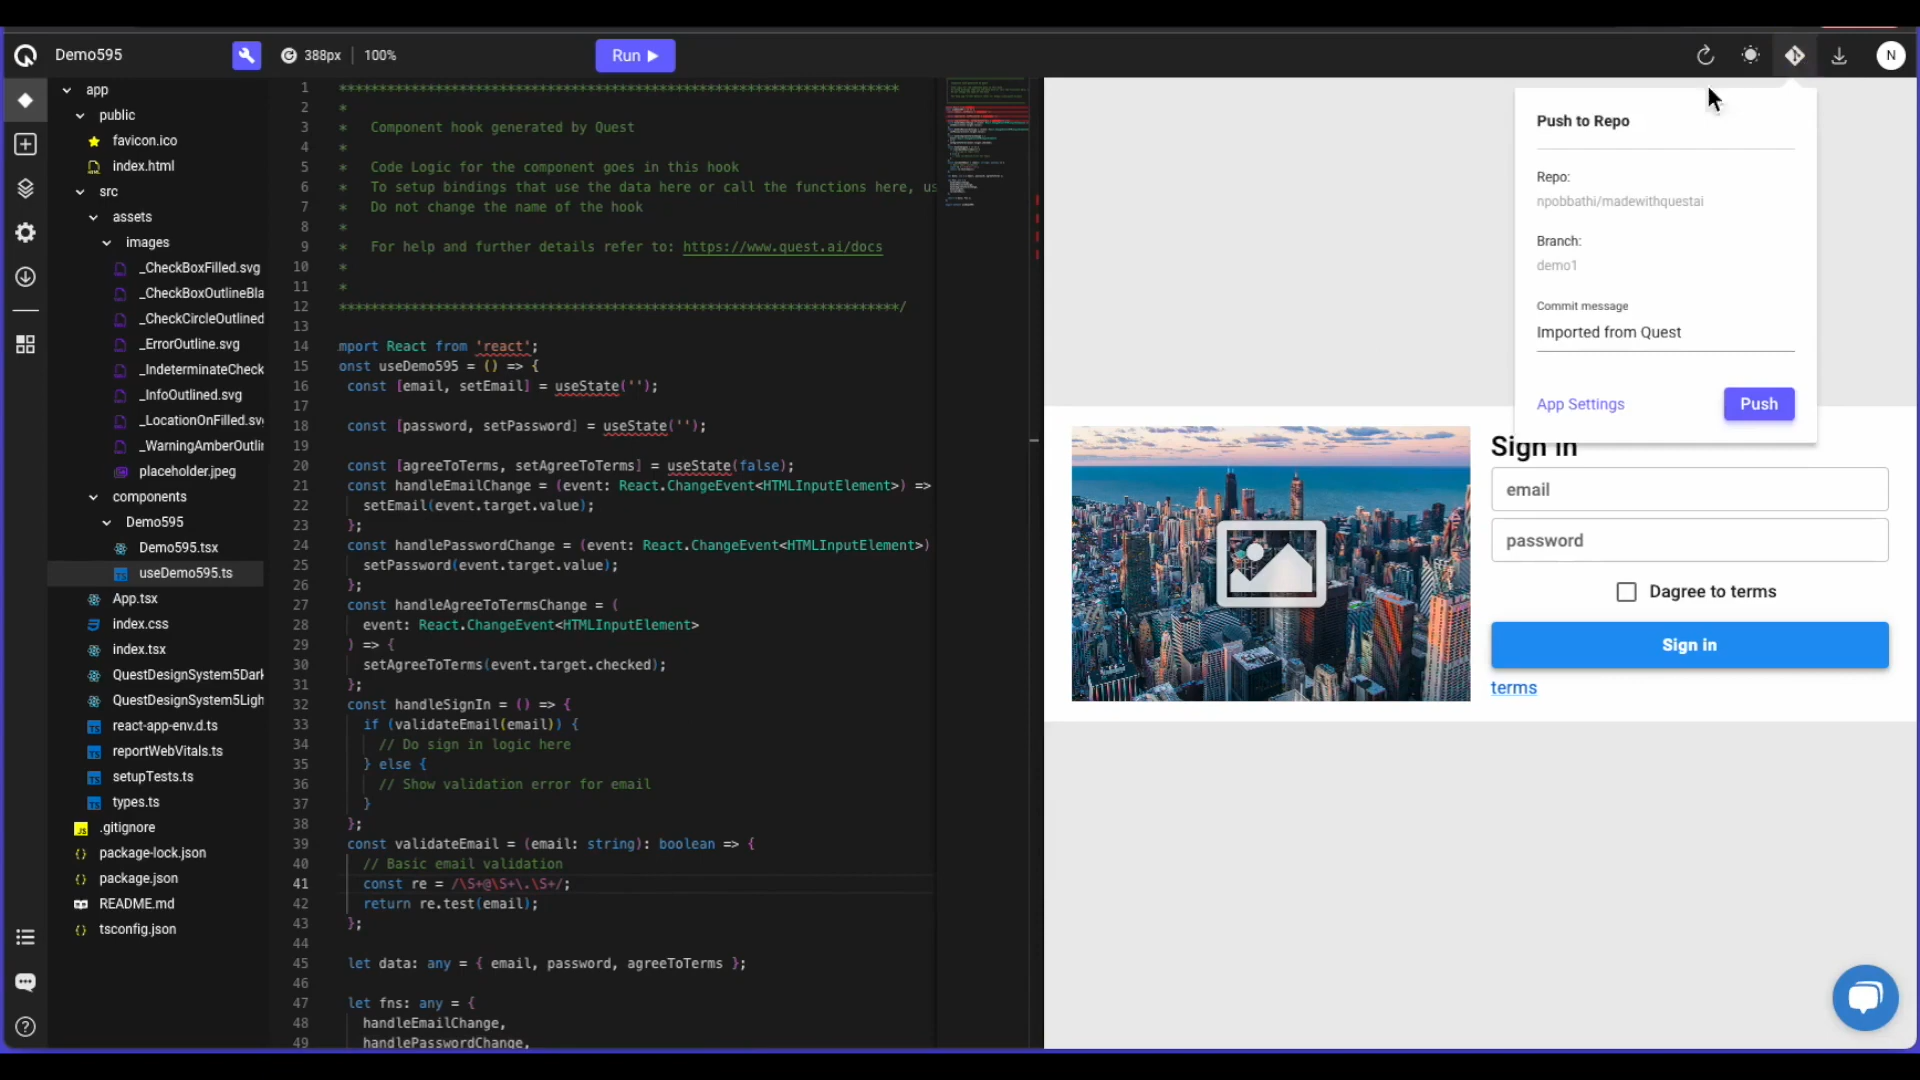 Demo595
388px
100%
Run
N
app
public
favicon.ico
index.html
src
assets
images
_CheckBoxFilled.svg
_CheckBoxOutlineBla
_CheckCircleOutlined
_ErrorOutline.svg
_IndeterminateCheck
_InfoOutlined.svg
_LocationOnFilled.sv
_WarningAmberOutlin
placeholder.jpeg
components
Demo595
Demo595.tsx
useDemo595.ts
App.tsx
index.css
index.tsx
QuestDesignSystem5Dark
QuestDesignSystem5Ligh
react-app-env.d.ts
reportWebVitals.ts
setupTests.ts
types.ts
.gitignore
package-lock.json
package.json
README.md
tsconfig.json
1 **********************************************************************
2 *
3 * Component hook generated by Quest
4 *
5 * Code Logic for the component goes in this hook
6 * To setup bindings that use the data here or call the functions here, us
7 * Do not change the name of the hook
8 *
9 * For help and further details refer to: https://www.quest.ai/docs
10 *
11 *
12 **********************************************************************/
13
14 mport React from 'react';
15 onst useDemo595 = () => {
16 const [email, setEmail] = useState('');
17
18 const [password, setPassword] = useState('');
19
20 const [agreeToTerms, setAgreeToTerms] = useState(false);
21 const handleEmailChange = (event: React.ChangeEvent<HTMLInputElement>) =>
22 setEmail(event.target.value);
23 };
24 const handlePasswordChange = (event: React.ChangeEvent<HTMLInputElement>)
25 setPassword(event.target.value);
26 };
27 const handleAgreeToTermsChange = (
28 event: React.ChangeEvent<HTMLInputElement>
29 ) => {
30 setAgreeToTerms(event.target.checked);
31 };
32 const handleSignIn = () => {
33 if (validateEmail(email)) {
34 // Do sign in logic here
35 } else {
36 // Show validation error for email
37 }
38 };
39 const validateEmail = (email: string): boolean => {
40 // Basic email validation
41 const re = /\S+@\S+\.\S+/;
42 return re.test(email);
43 };
44
45 let data: any = { email, password, agreeToTerms };
46
47 let fns: any = {
48 handleEmailChange,
49 handlePasswordChange,
Push to Repo
Repo:
npobbathi/madewithquestai
Branch:
demo1
Commit message
Imported from Quest
App Settings
Push
Sign in
email
password
Dagree to terms
Sign in
terms